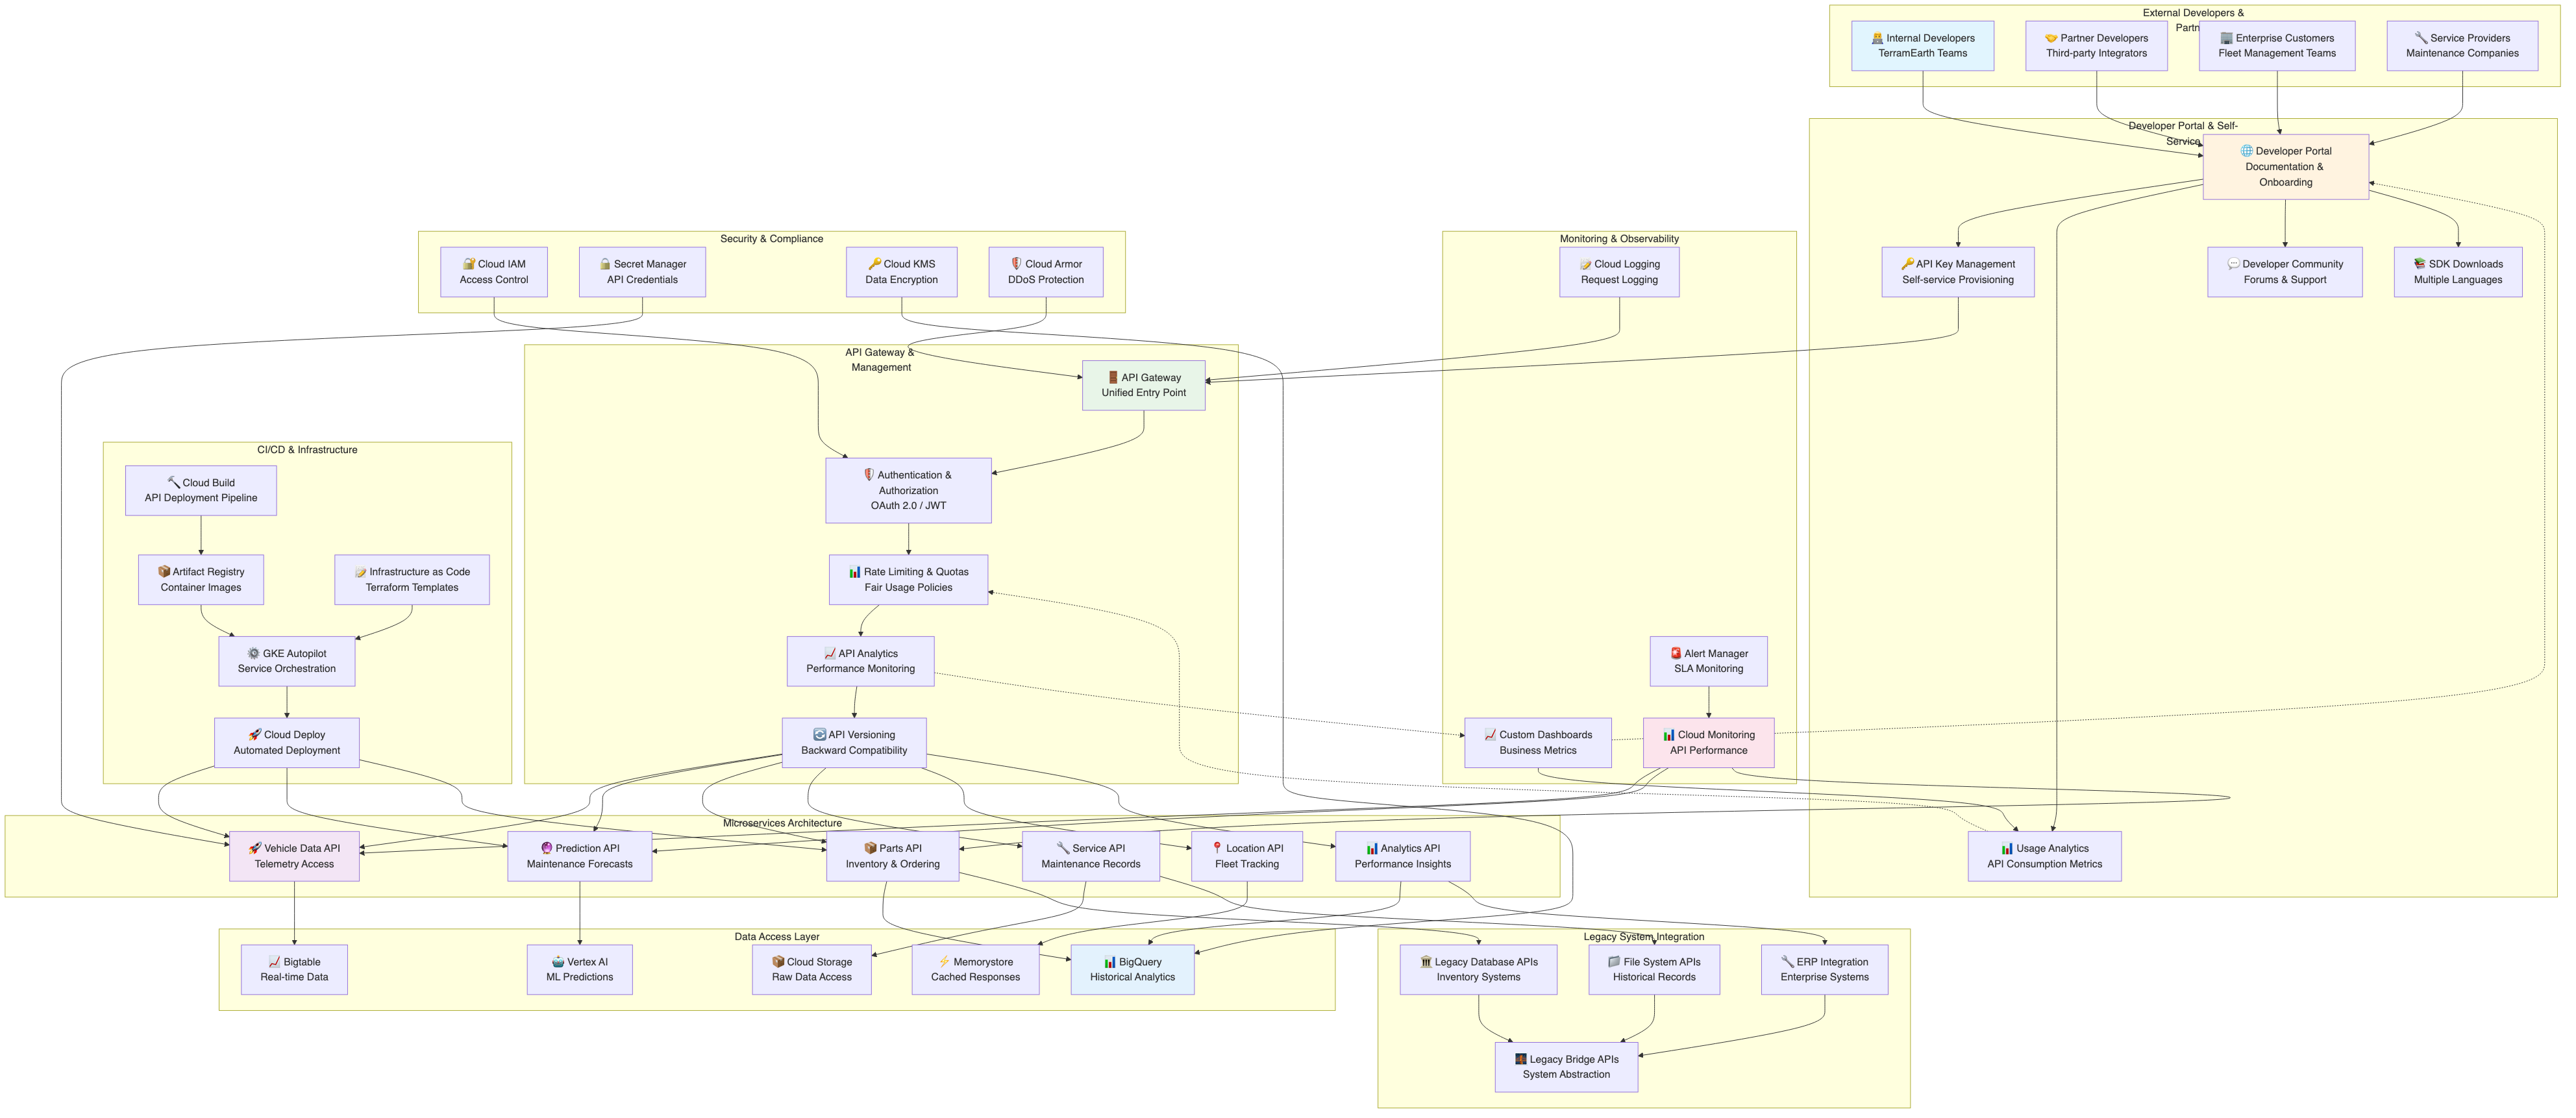 External Developers &
Partn
👨‍💻 Internal Developers
TerramEarth Teams
🤝 Partner Developers
Third-party Integrators
🏢 Enterprise Customers
Fleet Management Teams
🔧 Service Providers
Maintenance Companies
Developer Portal & Self-
Service
🌐 Developer Portal
Documentation &
Onboarding
🔑 API Key Management
Self-service Provisioning
💬 Developer Community
Forums & Support
📚 SDK Downloads
Multiple Languages
📊 Usage Analytics
API Consumption Metrics
Security & Compliance
🔐 Cloud IAM
Access Control
🔒 Secret Manager
API Credentials
🔑 Cloud KMS
Data Encryption
🛡️ Cloud Armor
DDoS Protection
Monitoring & Observability
📝 Cloud Logging
Request Logging
🚨 Alert Manager
SLA Monitoring
📈 Custom Dashboards
Business Metrics
📊 Cloud Monitoring
API Performance
API Gateway &
Management
🚪 API Gateway
Unified Entry Point
🛡️ Authentication &
Authorization
OAuth 2.0 / JWT
📊 Rate Limiting & Quotas
Fair Usage Policies
📈 API Analytics
Performance Monitoring
🔄 API Versioning
Backward Compatibility
CI/CD & Infrastructure
🔨 Cloud Build
API Deployment Pipeline
📦 Artifact Registry
Container Images
📝 Infrastructure as Code
Terraform Templates
⚙️ GKE Autopilot
Service Orchestration
🚀 Cloud Deploy
Automated Deployment
Microservices Architecture
🚀 Vehicle Data API
Telemetry Access
🔮 Prediction API
Maintenance Forecasts
📦 Parts API
Inventory & Ordering
🔧 Service API
Maintenance Records
📍 Location API
Fleet Tracking
📊 Analytics API
Performance Insights
Data Access Layer
📈 Bigtable
Real-time Data
🤖 Vertex AI
ML Predictions
📦 Cloud Storage
Raw Data Access
⚡ Memorystore
Cached Responses
📊 BigQuery
Historical Analytics
Legacy System Integration
🏛️ Legacy Database APIs
Inventory Systems
📁 File System APIs
Historical Records
🔧 ERP Integration
Enterprise Systems
🌉 Legacy Bridge APIs
System Abstraction